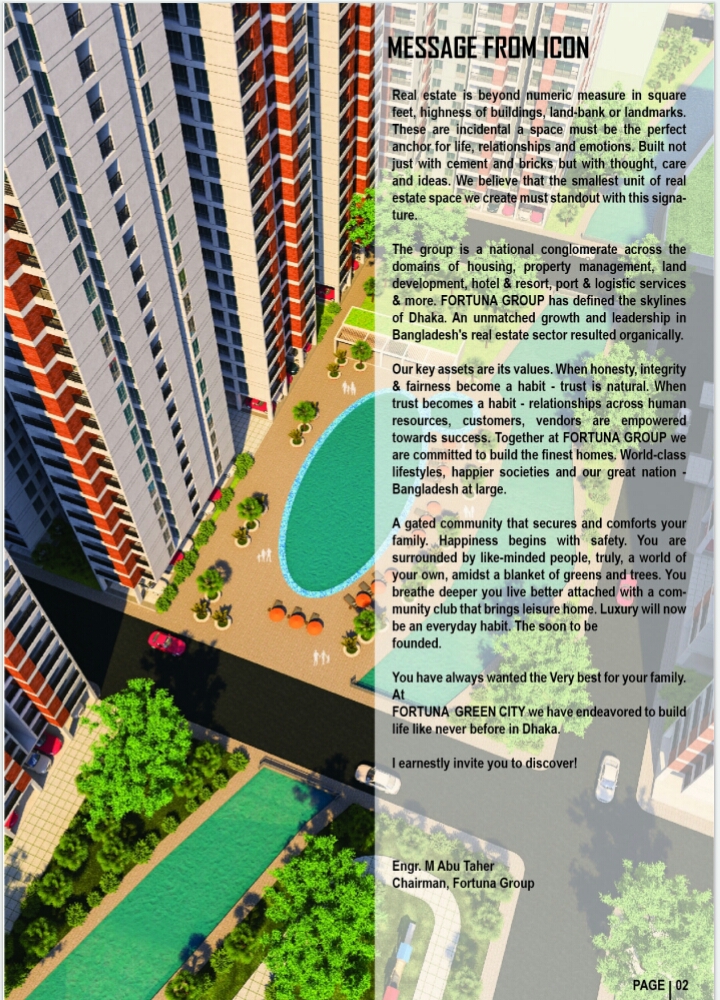 MESSAGE FROM ICON
Real estate is beyond numeric measure in square
feet, highness of buildings, land-bank or landmarks.
These are incidental a space must be the perfect
anchor for life, relationships and emotions. Built not
just with cement and bricks but with thought, care
and ideas. We believe that the smallest unit of real
estate space we create must standout with this signa-
ture.
The group is a national conglomerate across the
domains of housing, property management, land
development, hotel & resort, port & logistic services
& more. FORTUNA GROUP has defined the skylines
of Dhaka. An unmatched growth and leadership in
Bangladesh's real estate sector resulted organically.
Our key assets are its values. When honesty, integrity
& fairness become a habit - trust is natural. When
trust becomes a habit - relationships across human
resources, customers, vendors are empowered
towards success. Together at FORTUNA GROUP we
are committed to build the finest homes. World-class
lifestyles, happier societies and our great nation -
Bangladesh at large.
A gated community that secures and comforts your
family. Happiness begins with safety. You are
surrounded by like-minded people, truly, a world of
your own, amidst a blanket of greens and trees. You
breathe deeper you live better attached with a com-
munity club that brings leisure home. Luxury will now
be an everyday habit. The soon to be
founded.
You have always wanted the Very best for your family.
At
FORTUNA GREEN CITY we have endeavored to build
life like never before in Dhaka.
I earnestly invite you to discover!
Engr. M Abu Taher
Chairman, Fortuna Group
PAGE | 02